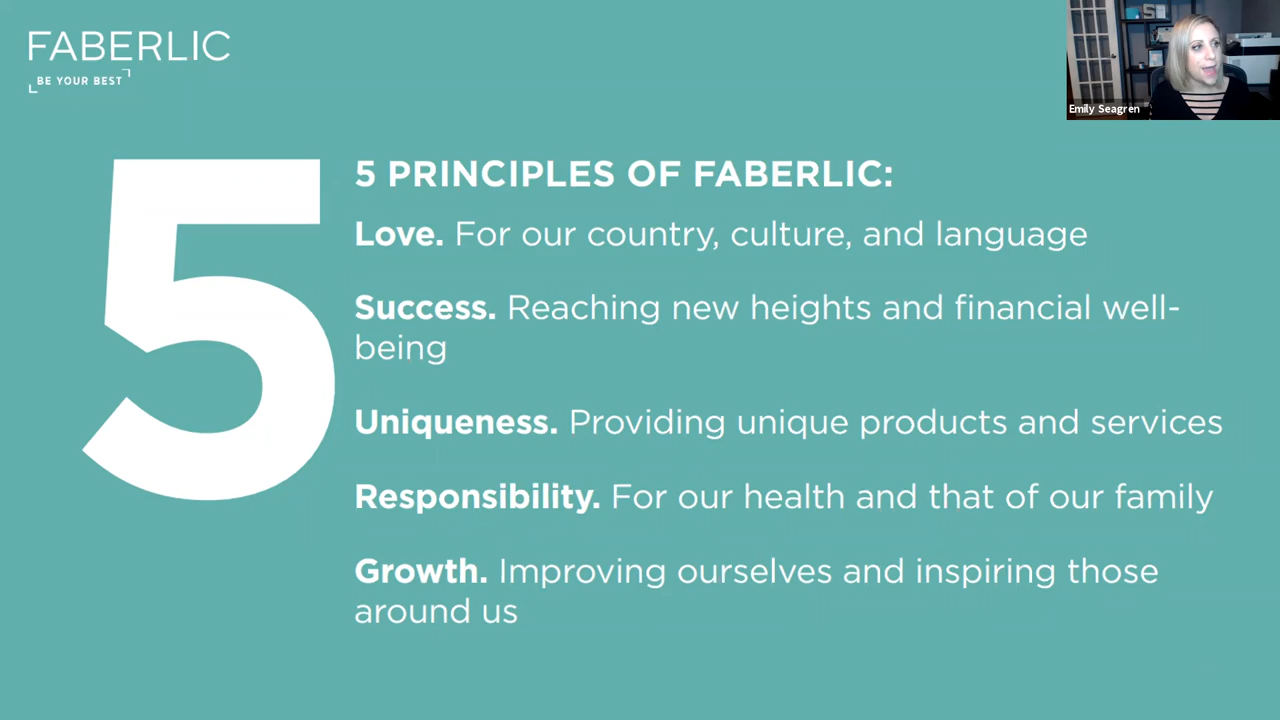 FABERLIC
BE YOUR BEST
Emily Seagren
5
5 PRINCIPLES OF FABERLIC:
Love. For our country, culture, and language
Success. Reaching new heights and financial well-
being
Uniqueness. Providing unique products and services
Responsibility. For our health and that of our family
Growth. Improving ourselves and inspiring those
around us